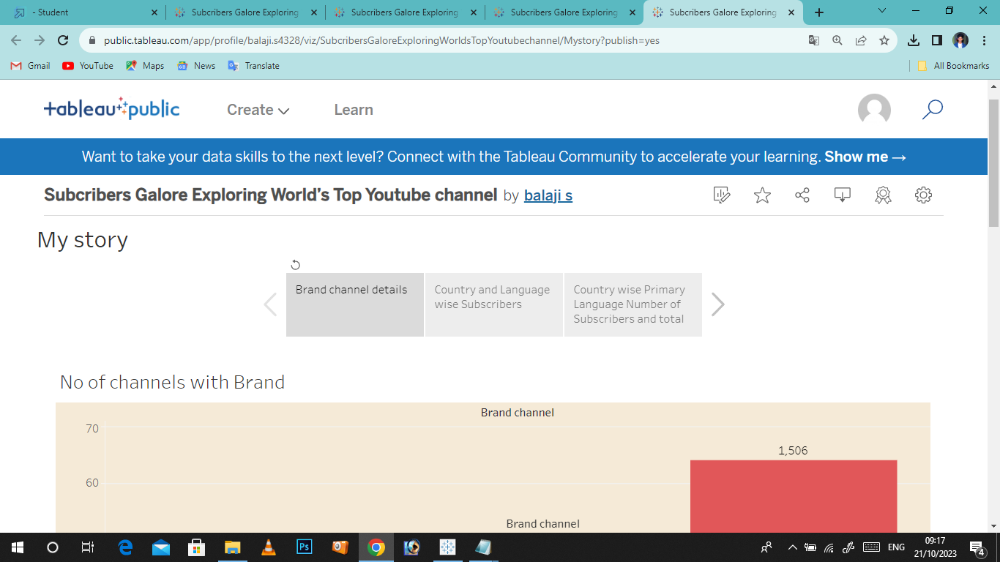 - Student
Subcribers Galore Exploring
Subcribers Galore Exploring
Subcribers Galore Exploring
Subcribers Galore Exploring
public.tableau.com/app/profile/balaji.s4328/viz/SubcribersGaloreExploringWorldsTopYoutubechannel/Mystory?publish=yes
Gmail
YouTube
Maps
News
Translate
All Bookmarks
tableau public
Create
Learn
Want to take your data skills to the next level? Connect with the Tableau Community to accelerate your learning. Show me →
Subcribers Galore Exploring World's Top Youtube channel by balaji s
My story
Brand channel details
Country and Language
wise Subscribers
Country wise Primary
Language Number of
Subscribers and total
No of channels with Brand
Brand channel
70
1,506
60
Brand channel
Ps
ENG
09:17
21/10/2023
4